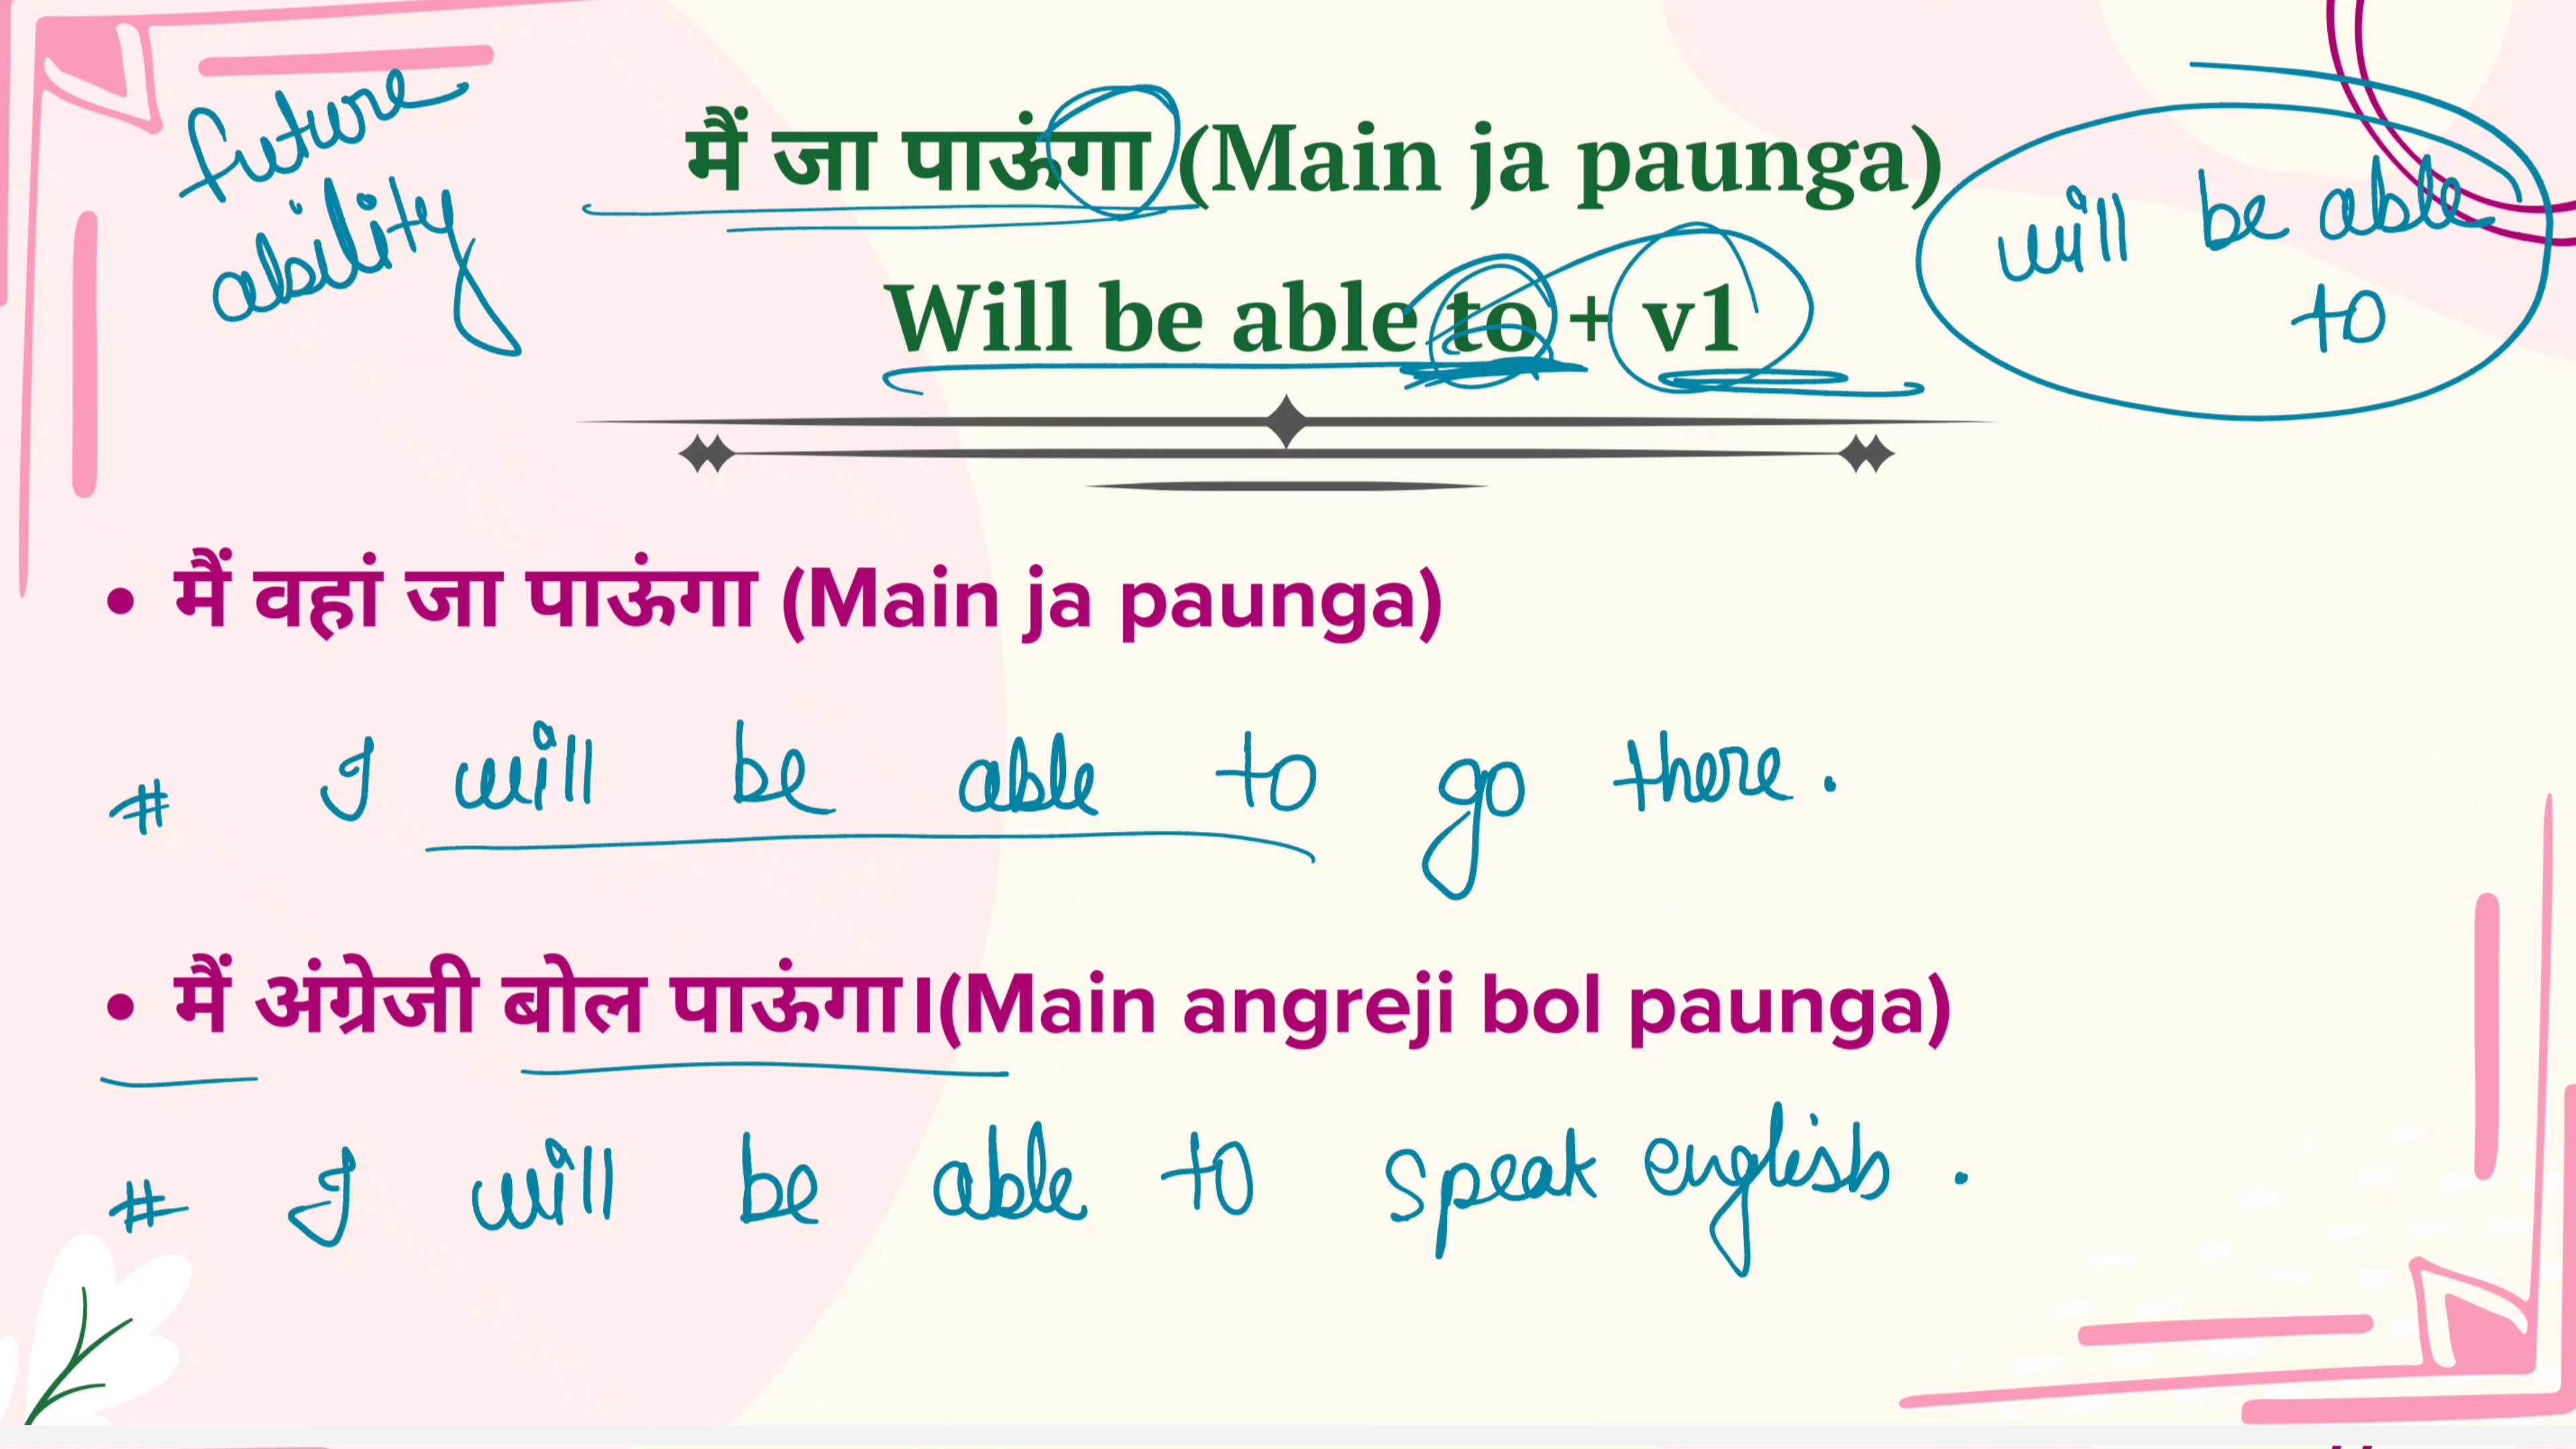 future
ability
मैं जा पाऊंगा (Main ja paunga)
Will be able to + v1
will be able
to
• मैं वहां जा पाऊंगा (Main ja paunga)
# I will be able to go there.
• मैं अंग्रेजी बोल पाऊंगा।(Main angreji bol paunga)
# I will be able to speak english.